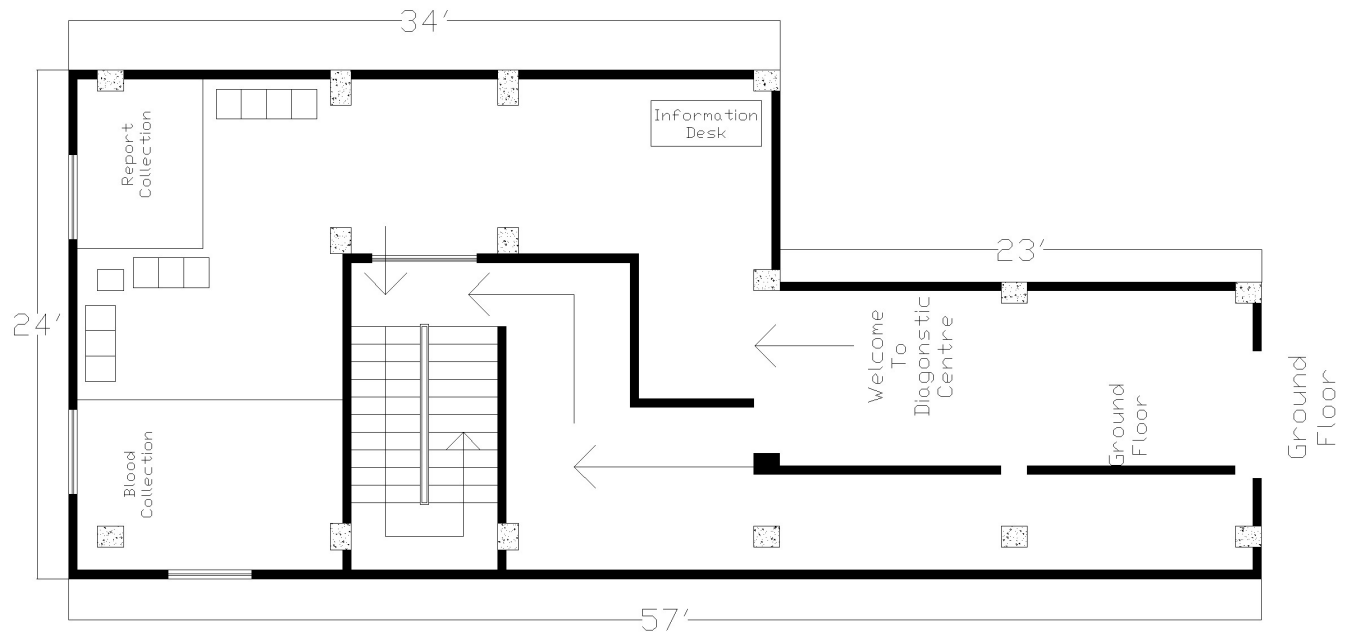 34'
Information
Desk
Report
Collection
23'
24'
Welcome
To
Diagonstic
Centre
Ground
Floor
Ground
Floor
Blood
Collection
57'